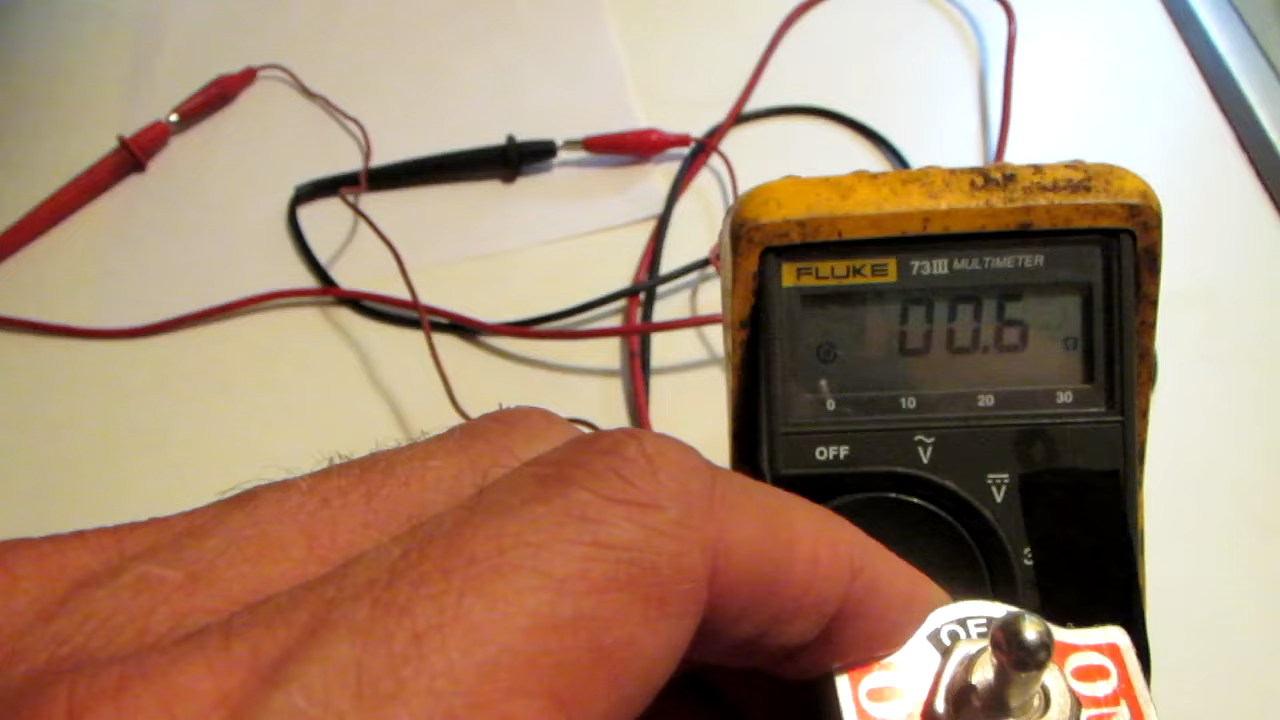 FLUKE 73III MULTIMETER
00.6 Ω
0 10 20 30
OFF
V
V